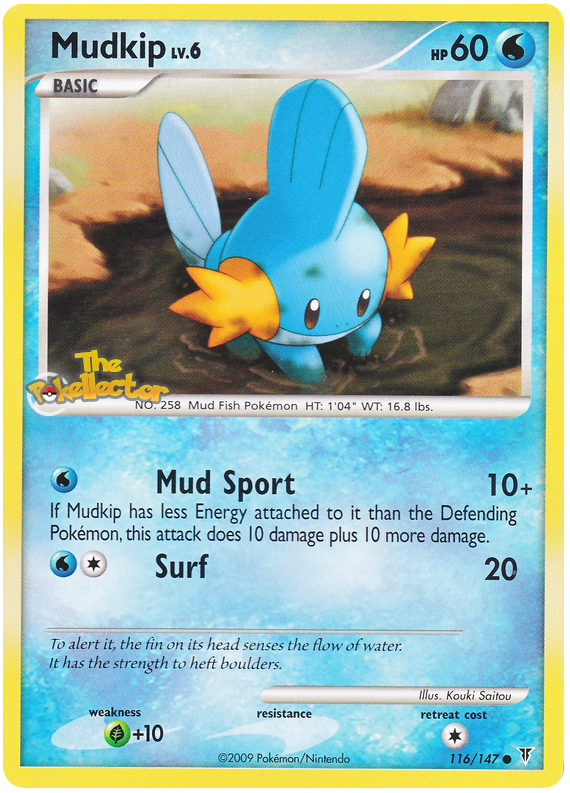 Mudkip LV.6
HP 60
BASIC
The
Pokellector
NO. 258 Mud Fish Pokémon HT: 1'04" WT: 16.8 lbs.
Mud Sport 10+
If Mudkip has less Energy attached to it than the Defending
Pokémon, this attack does 10 damage plus 10 more damage.
Surf 20
To alert it, the fin on its head senses the flow of water.
It has the strength to heft boulders.
Illus. Kouki Saitou
weakness resistance retreat cost
+10
116/147
©2009 Pokémon/Nintendo